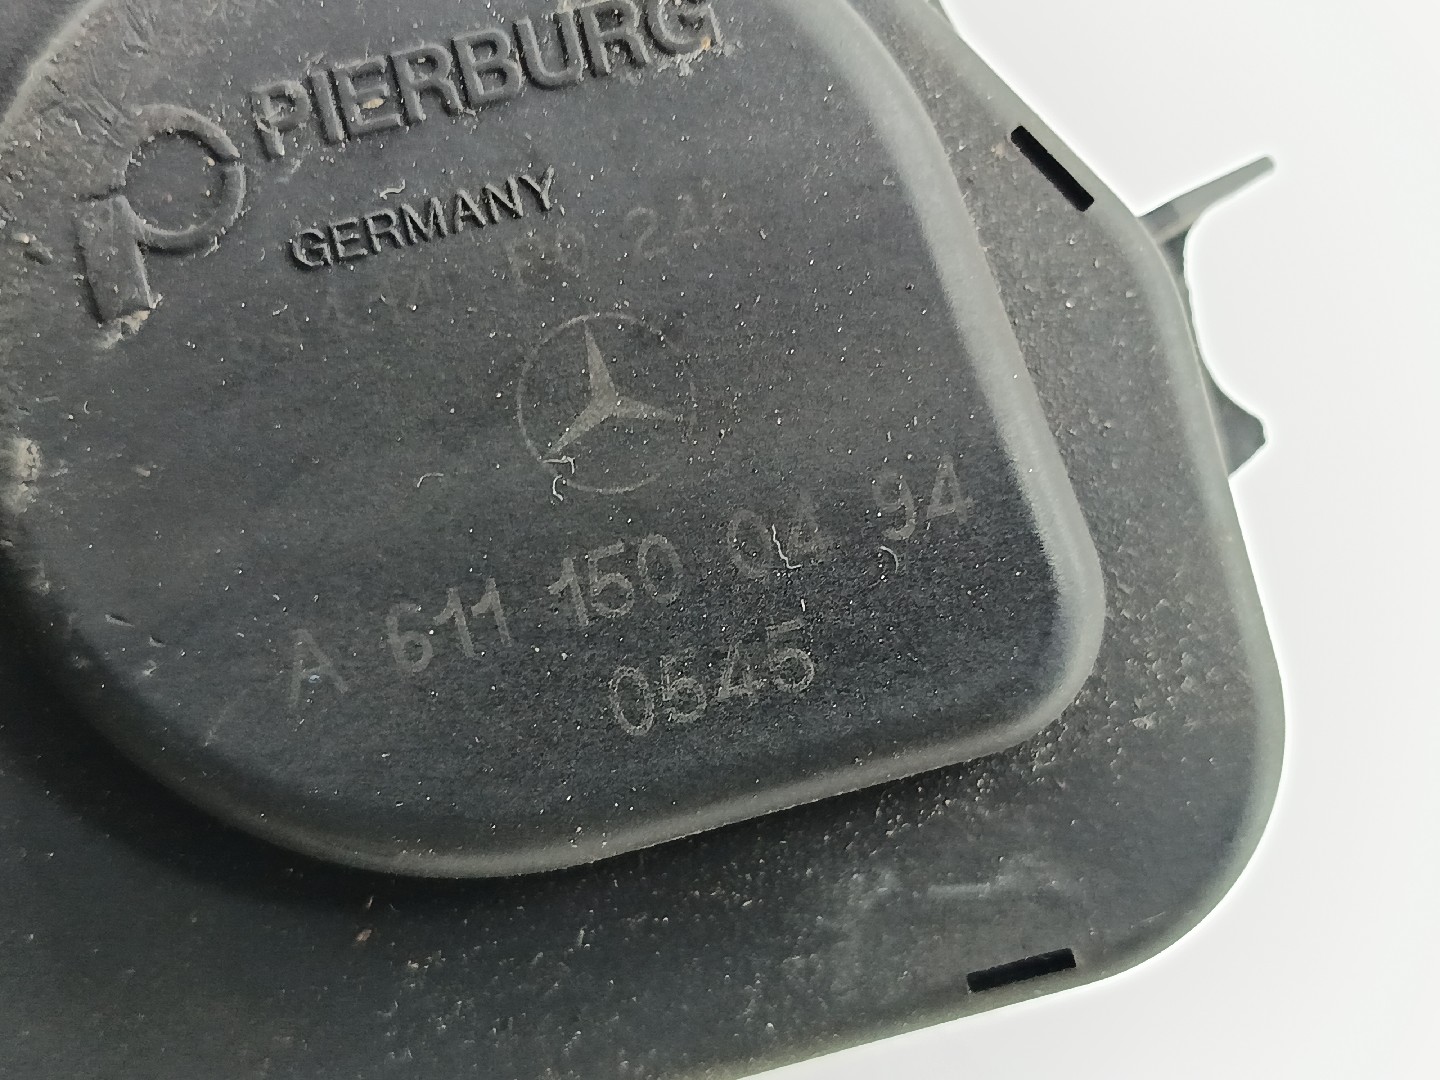 PIERBURG
GERMANY
A 611 150 04 94
0545